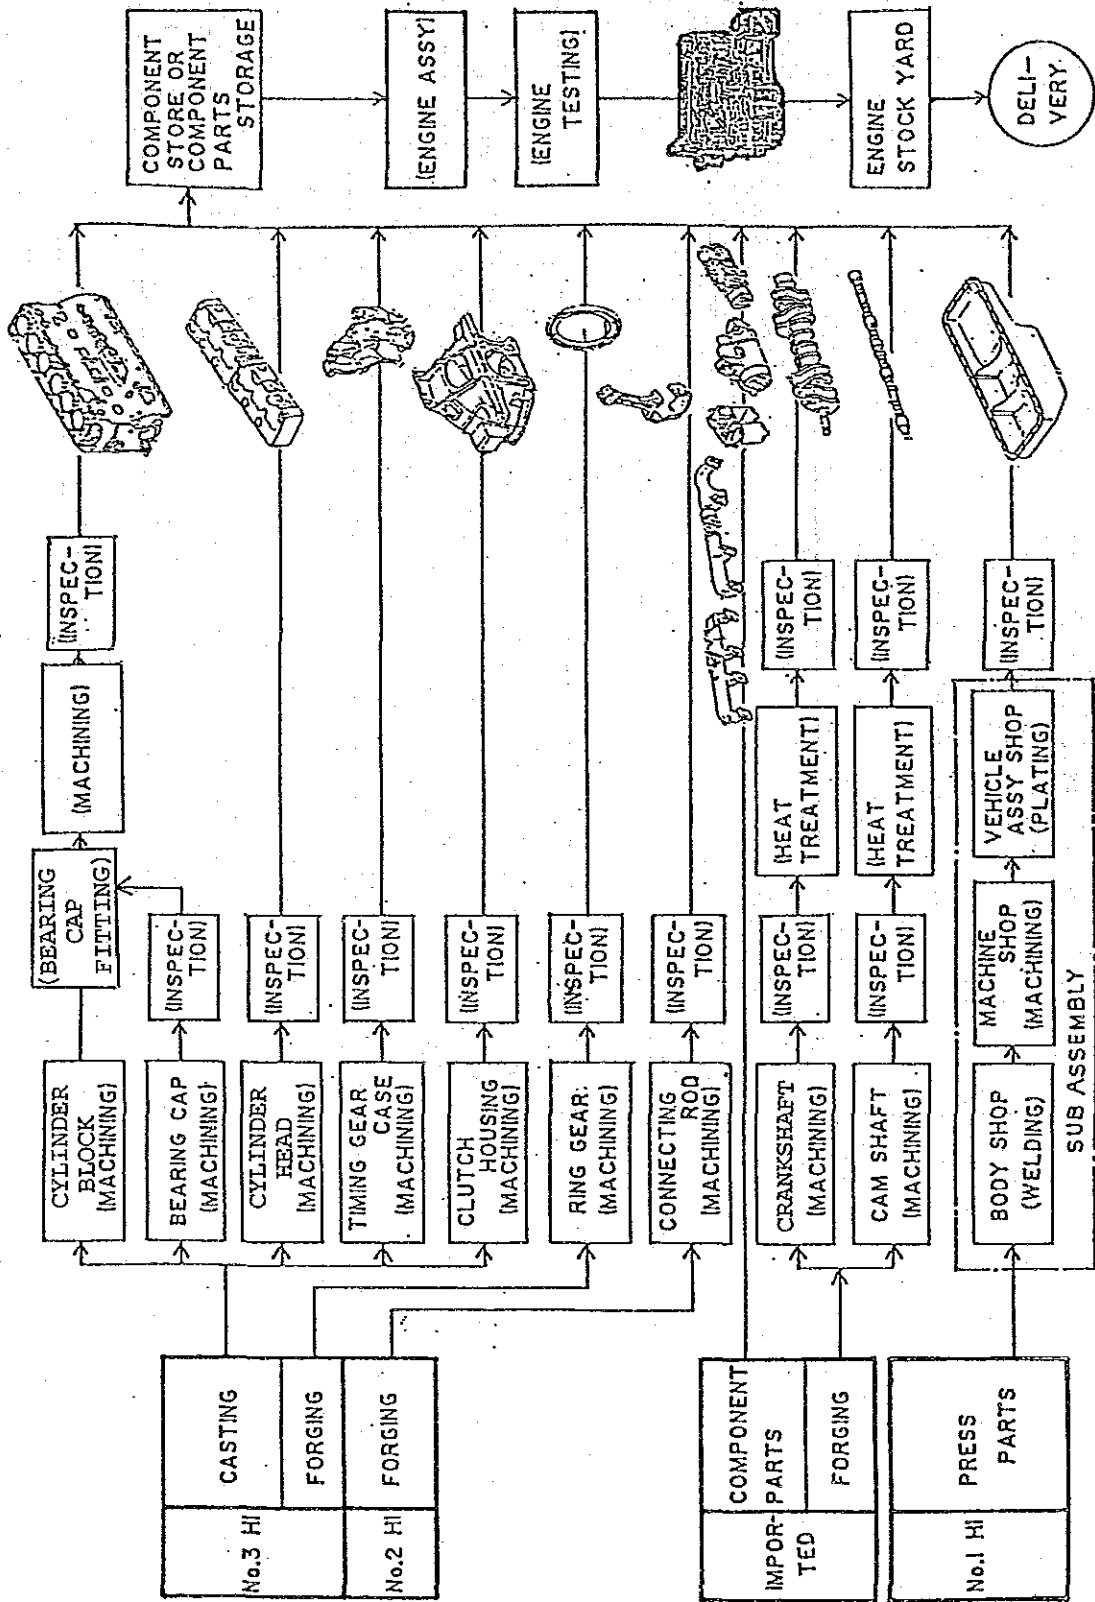 No.3 HI
CASTING
FORGING
No.2 HI
FORGING
IMPOR-
TED
COMPONENT
PARTS
FORGING
No.1 HI
PRESS
PARTS
CYLINDER
BLOCK
(MACHINING)
(BEARING
CAP
FITTING)
(MACHINING)
(INSPEC-
TION)
BEARING CAP
(MACHINING)
(INSPEC-
TION)
CYLINDER
HEAD
(MACHINING)
(INSPEC-
TION)
TIMING GEAR
CASE
(MACHINING)
(INSPEC-
TION)
CLUTCH
HOUSING
(MACHINING)
(INSPEC-
TION)
RING GEAR
(MACHINING)
(INSPEC-
TION)
CONNECTING
ROD
(MACHINING)
(INSPEC-
TION)
CRANKSHAFT
(MACHINING)
(INSPEC-
TION)
(HEAT
TREATMENT)
(INSPEC-
TION)
CAM SHAFT
(MACHINING)
(INSPEC-
TION)
(HEAT
TREATMENT)
(INSPEC-
TION)
BODY SHOP
(WELDING)
MACHINE
SHOP
(MACHINING)
VEHICLE
ASSY SHOP
(PLATING)
(INSPEC-
TION)
SUB ASSEMBLY
COMPONENT
STORE OR
COMPONENT
PARTS
STORAGE
(ENGINE ASSY)
(ENGINE
TESTING)
ENGINE
STOCK YARD
DELI-
VERY